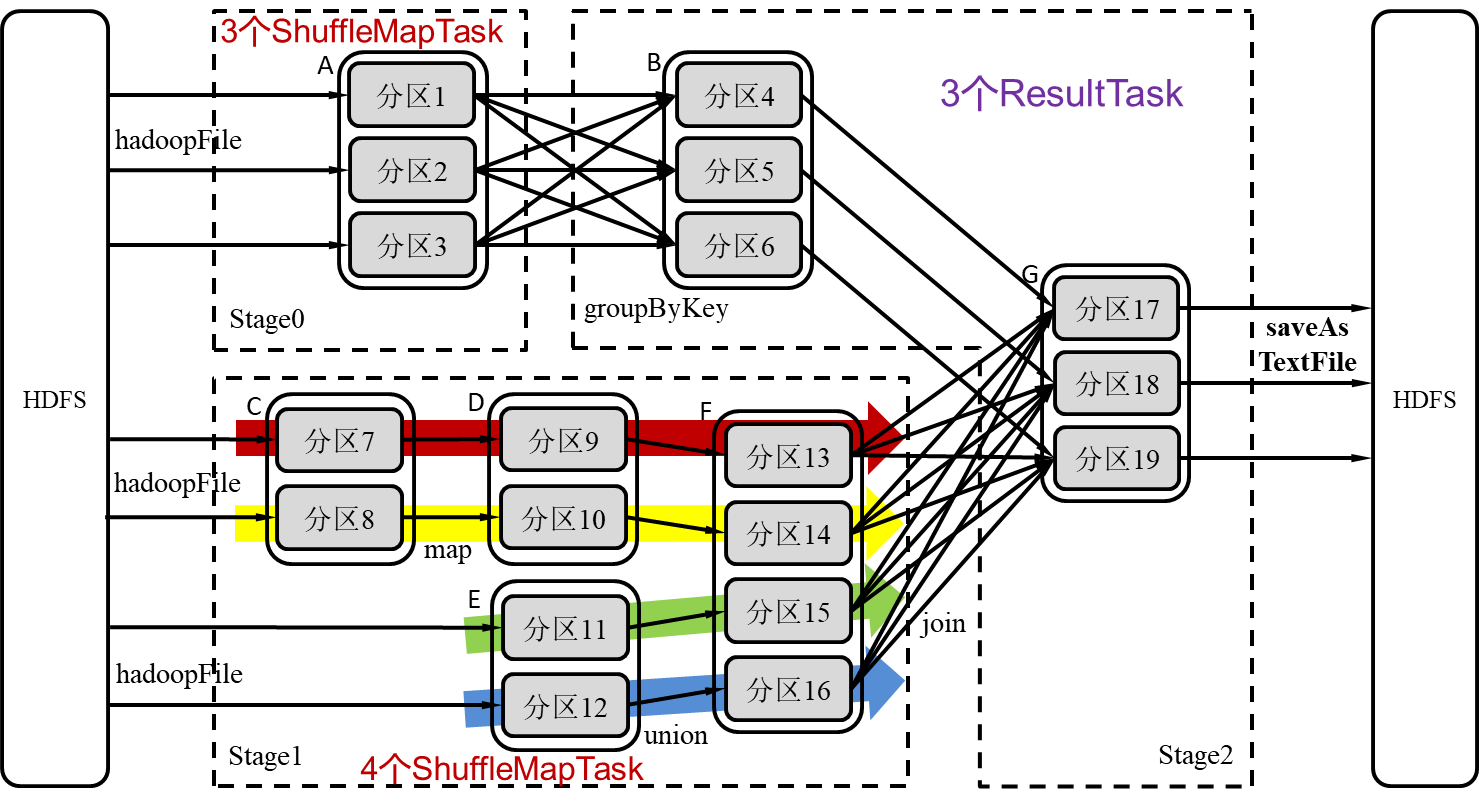 3个ShuffleMapTask
A
分区1
分区2
分区3
hadoopFile
Stage0
B
分区4
分区5
分区6
groupByKey
3个ResultTask
HDFS
C
分区7
分区8
hadoopFile
map
D
分区9
分区10
E
分区11
分区12
hadoopFile
union
F
分区13
分区14
分区15
分区16
Stage1
4个ShuffleMapTask
join
G
分区17
分区18
分区19
Stage2
saveAs
TextFile
HDFS